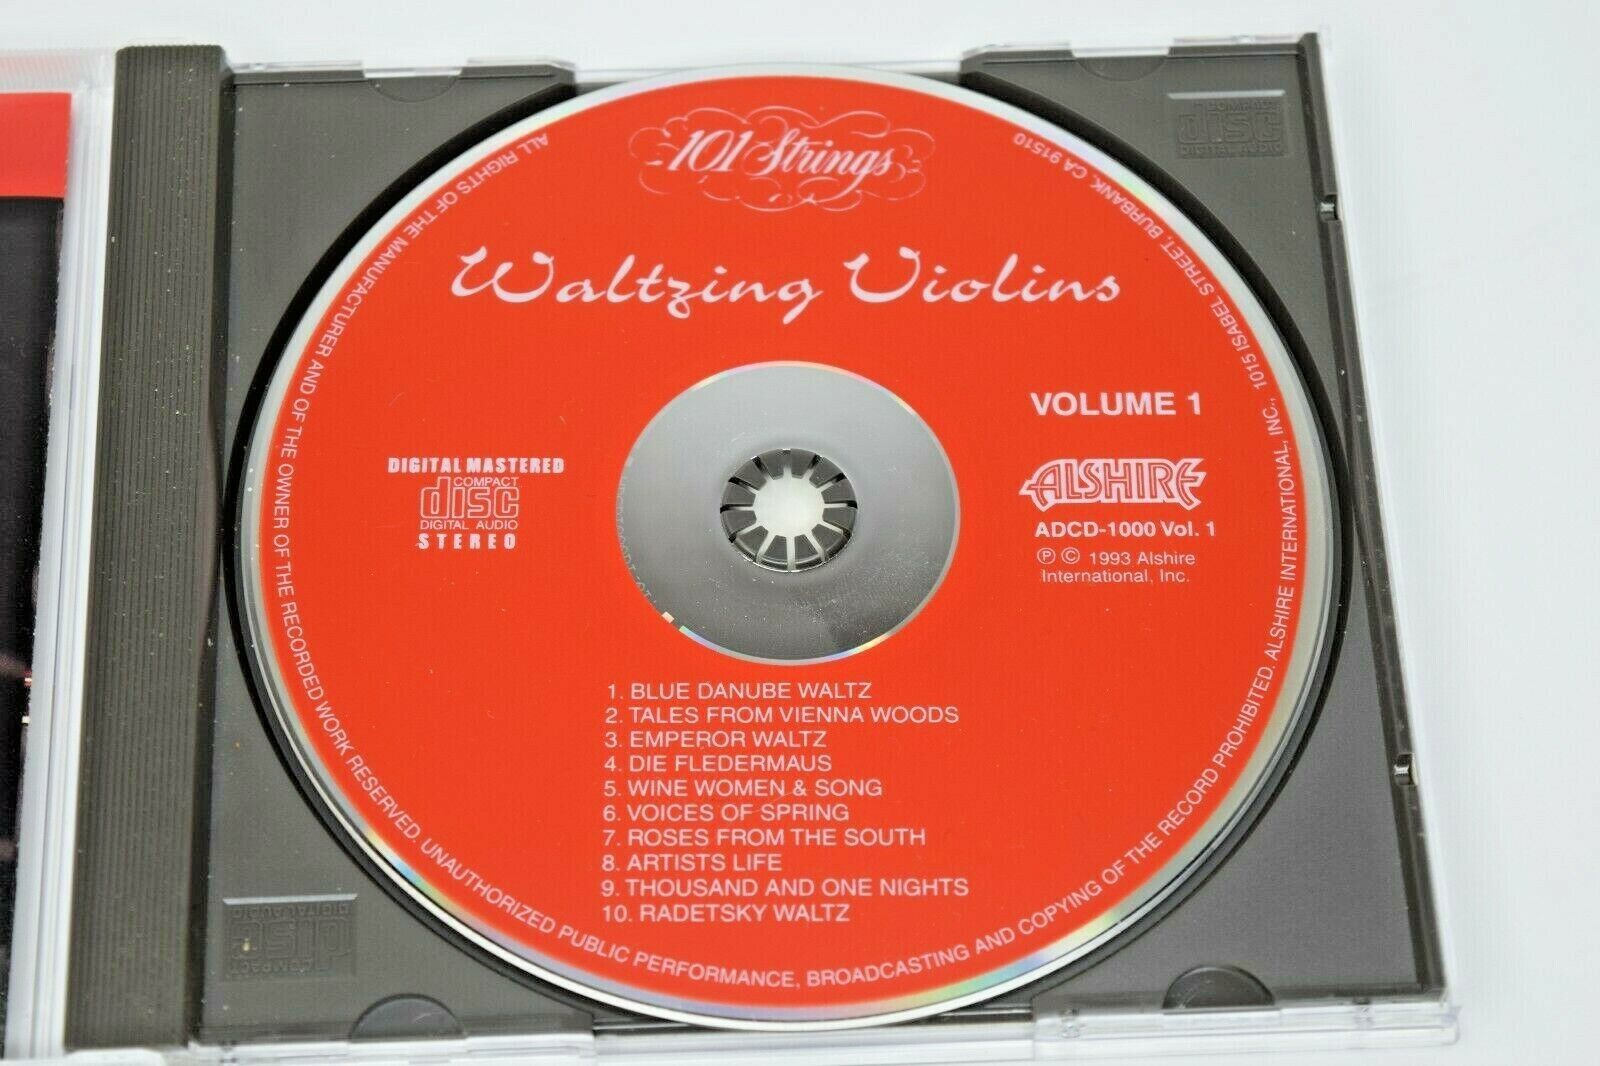 101 Strings
Waltzing Violins
VOLUME 1
ALSHIRE
ADCD-1000 Vol. 1
℗ © 1993 Alshire
International, Inc.
DIGITAL MASTERED
COMPACT
disc
DIGITAL AUDIO
STEREO
1. BLUE DANUBE WALTZ
2. TALES FROM VIENNA WOODS
3. EMPEROR WALTZ
4. DIE FLEDERMAUS
5. WINE WOMEN & SONG
6. VOICES OF SPRING
7. ROSES FROM THE SOUTH
8. ARTISTS LIFE
9. THOUSAND AND ONE NIGHTS
10. RADETSKY WALTZ
ALL RIGHTS OF THE MANUFACTURER AND OF THE OWNER OF THE RECORDED WORK RESERVED. UNAUTHORIZED PUBLIC PERFORMANCE, BROADCASTING AND COPYING OF THE RECORD PROHIBITED. ALSHIRE INTERNATIONAL, INC., 1015 ISABEL STREET, BURBANK, CA 91510
COMPACT
disc
DIGITAL AUDIO
COMPACT
disc
DIGITAL AUDIO